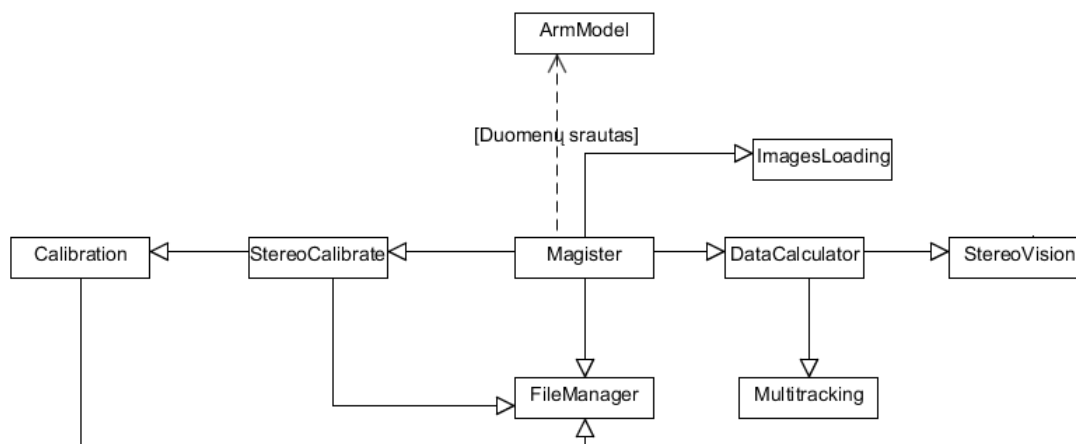 ArmModel
[Duomenų srautas]
ImagesLoading
Calibration
StereoCalibrate
Magister
DataCalculator
StereoVision
FileManager
Multitracking